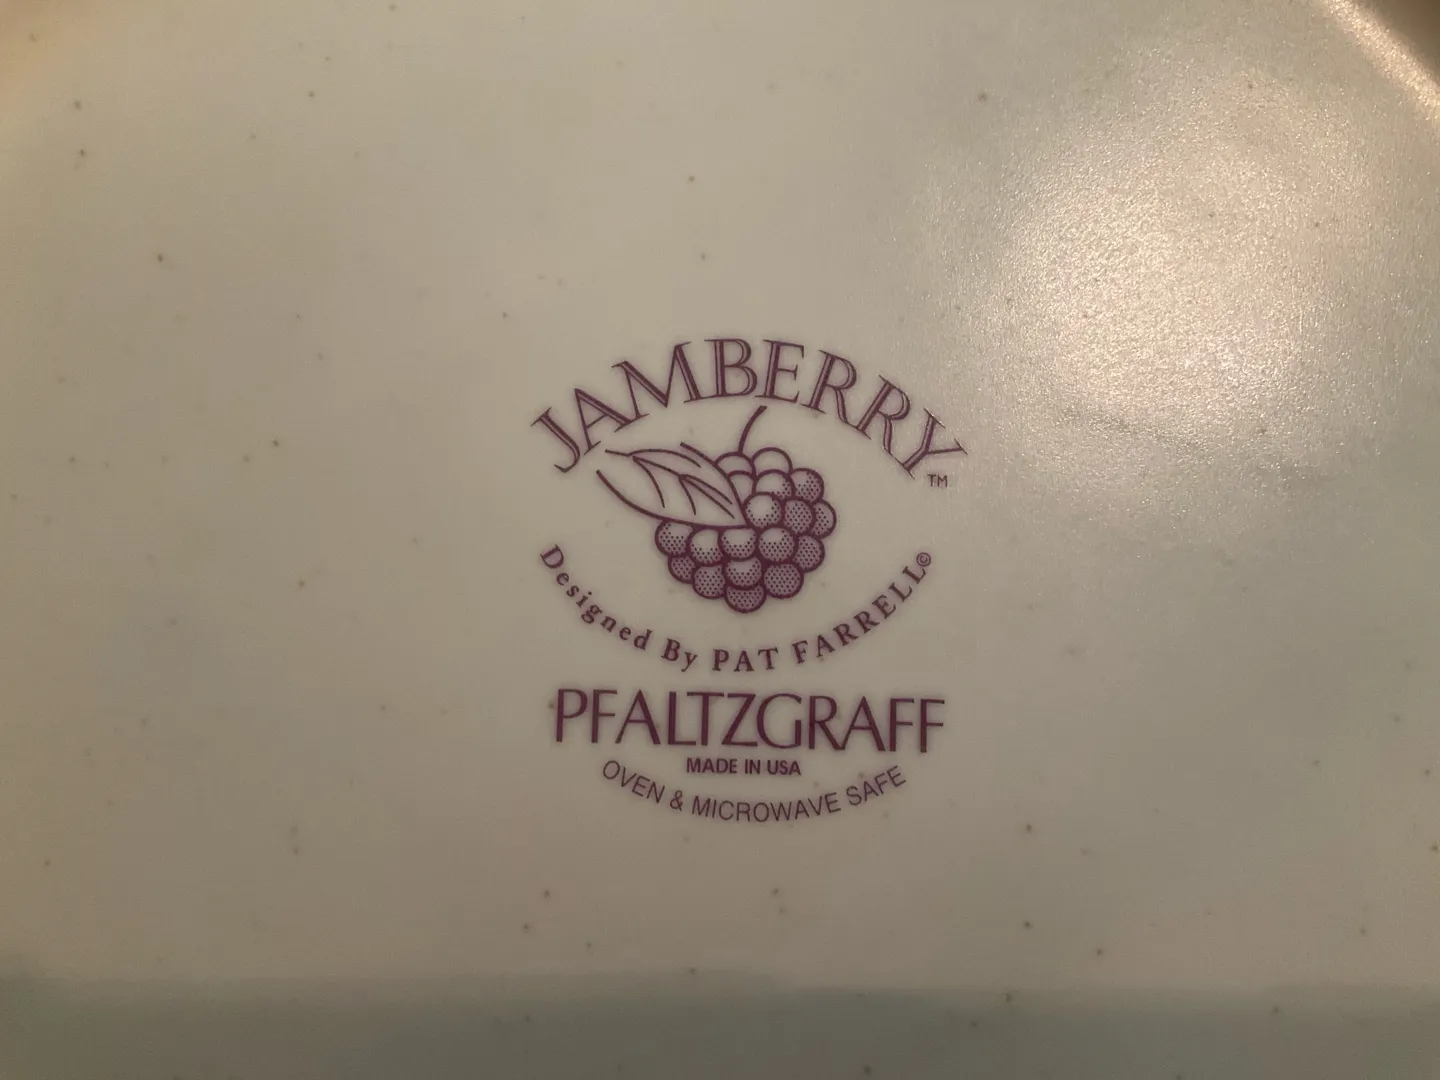 JAMBERRY™
Designed By PAT FARRELL©
PFALTZGRAFF
MADE IN USA
OVEN & MICROWAVE SAFE